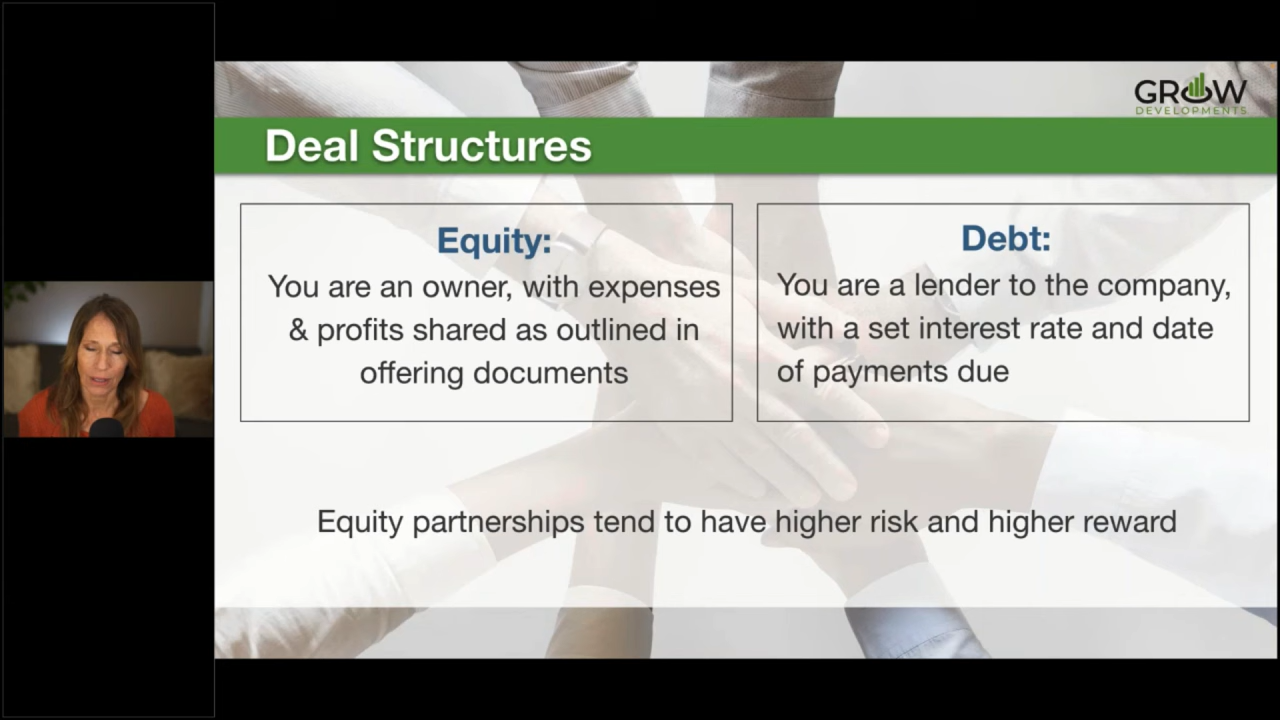 GROW
DEVELOPMENTS
Deal Structures
Equity:
You are an owner, with expenses
& profits shared as outlined in
offering documents
Debt:
You are a lender to the company,
with a set interest rate and date
of payments due
Equity partnerships tend to have higher risk and higher reward